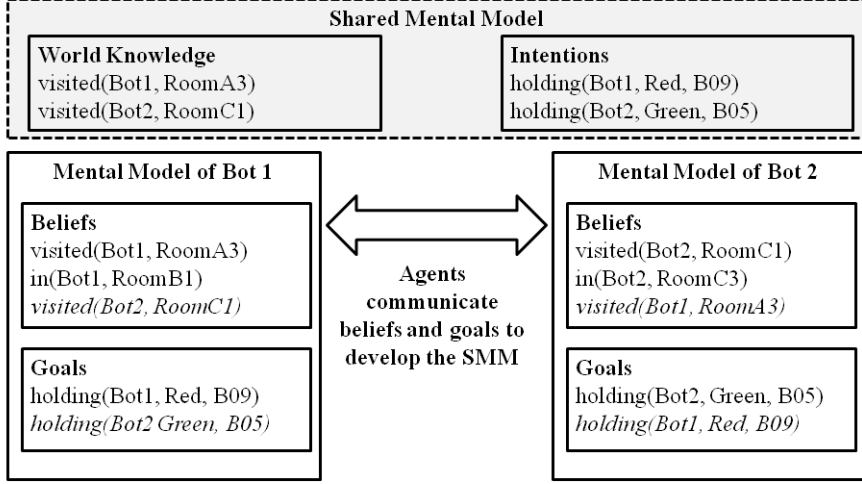 Shared Mental Model
World Knowledge
visited(Bot1, RoomA3)
visited(Bot2, RoomC1)
Intentions
holding(Bot1, Red, B09)
holding(Bot2, Green, B05)
Mental Model of Bot 1
Beliefs
visited(Bot1, RoomA3)
in(Bot1, RoomB1)
visited(Bot2, RoomC1)
Goals
holding(Bot1, Red, B09)
holding(Bot2 Green, B05)
Agents
communicate
beliefs and goals to
develop the SMM
Mental Model of Bot 2
Beliefs
visited(Bot2, RoomC1)
in(Bot2, RoomC3)
visited(Bot1, RoomA3)
Goals
holding(Bot2, Green, B05)
holding(Bot1, Red, B09)